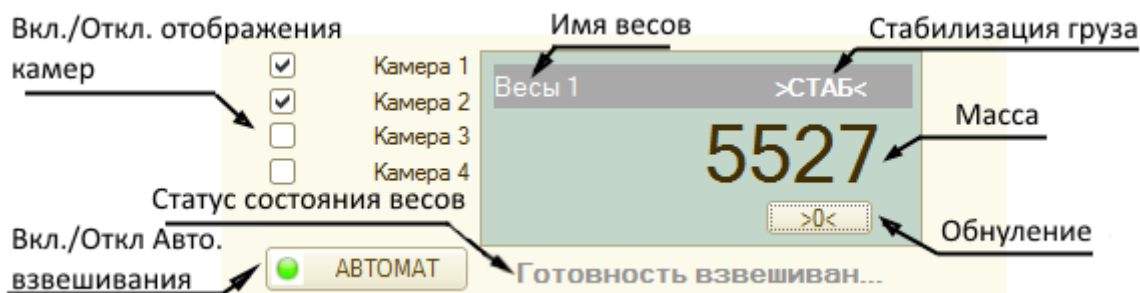 Вкл./Откл. отображения
камер
Имя весов
Стабилизация груза
Камера 1
Камера 2
Камера 3
Камера 4
Весы 1
>СТАБ<
Масса
5527
Статус состояния весов
>0<
Обнуление
Вкл./Откл Авто.
взвешивания
АВТОМАТ
Готовность взвешиван...